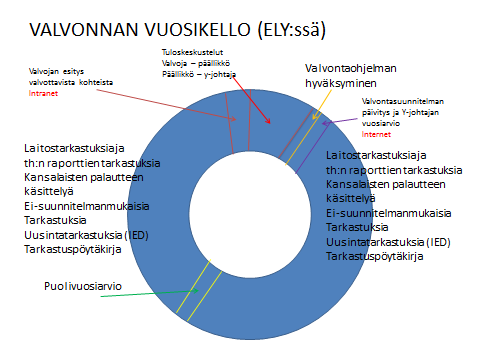 VALVONNAN VUOSIKELLO (ELY:ssä)
Tuloskeskustelut
Valvoja – päällikkö
Päällikkö – y-johtaja
Valvojan esitys
valvottavista kohteista
Intranet
Valvontaohjelman
hyväksyminen
Valvontasuunnitelman
päivitys ja Y-johtajan
vuosiarvio
Internet
Laitostarkastuksia ja
th:n raporttien tarkastuksia
Kansalaisten palautteen
käsittelyä
Ei-suunnitelmanmukaisia
Tarkastuksia
Uusintatarkastuksia (IED)
Tarkastuspöytäkirja
Laitostarkastuksia ja
th:n raporttien tarkastuksia
Kansalaisten palautteen
käsittelyä
Ei-suunnitelmanmukaisia
Tarkastuksia
Uusintatarkastuksia (IED)
Tarkastuspöytäkirja
Puolivuosiarvio